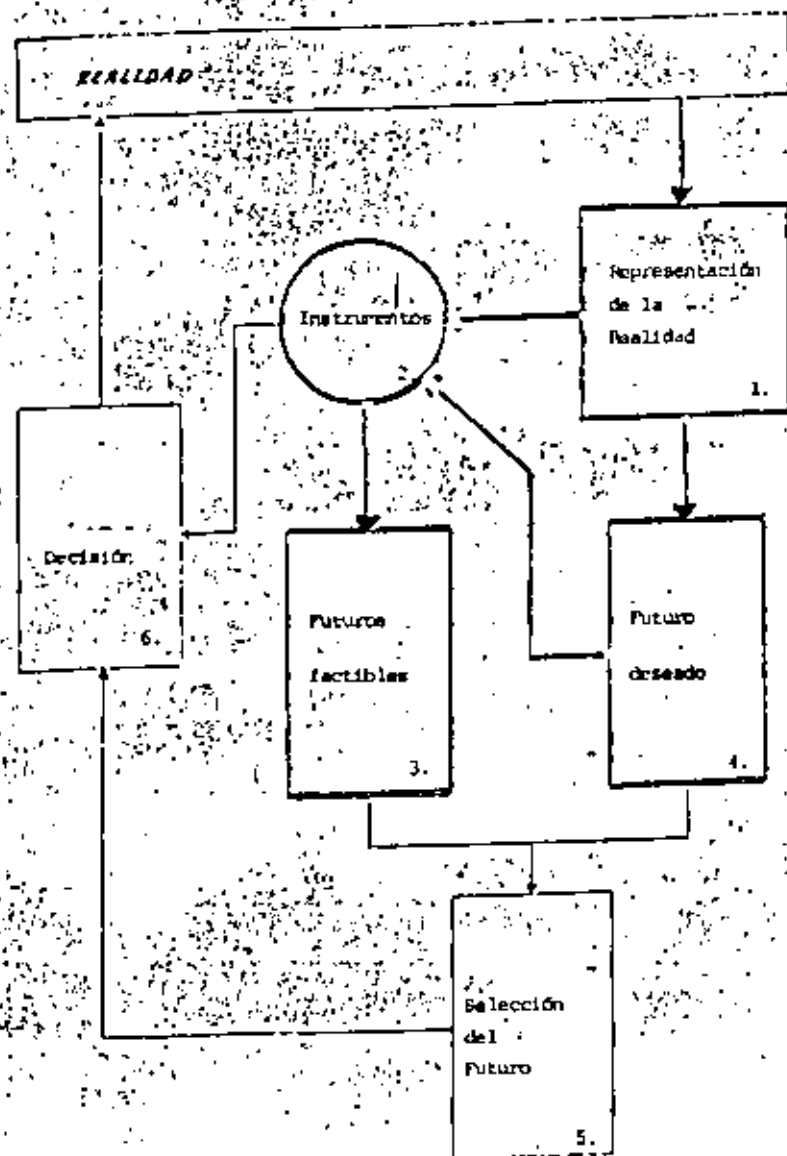 REALIDAD
Representación
de la
Realidad
1.
Instrumentos
2.
Decisión
6.
Futuros
factibles
3.
Futuro
deseado
4.
Selección
del
Futuro
5.